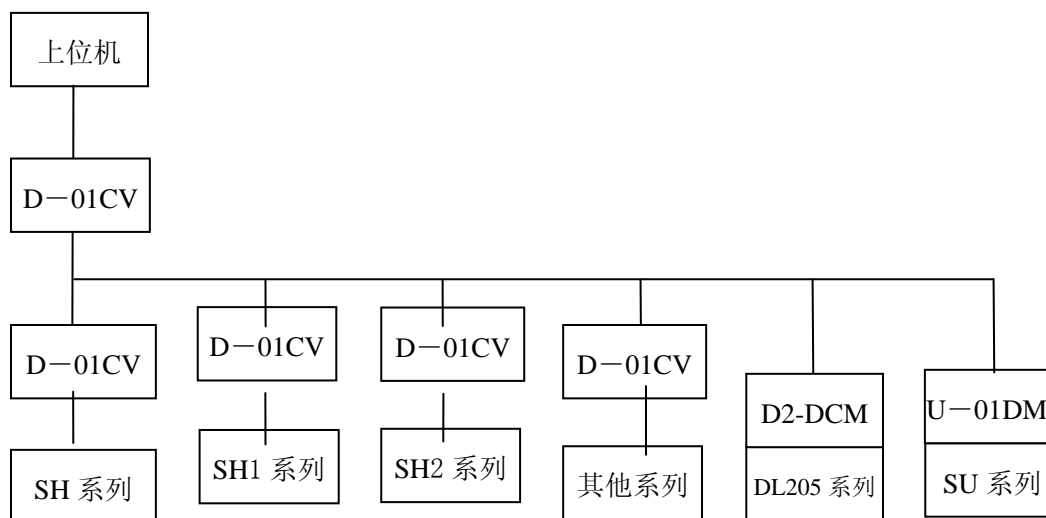 上位机
D－01CV
D－01CV
D－01CV
D－01CV
D－01CV
D2-DCM
U－01DM
SH 系列
SH1 系列
SH2 系列
其他系列
DL205 系列
SU 系列